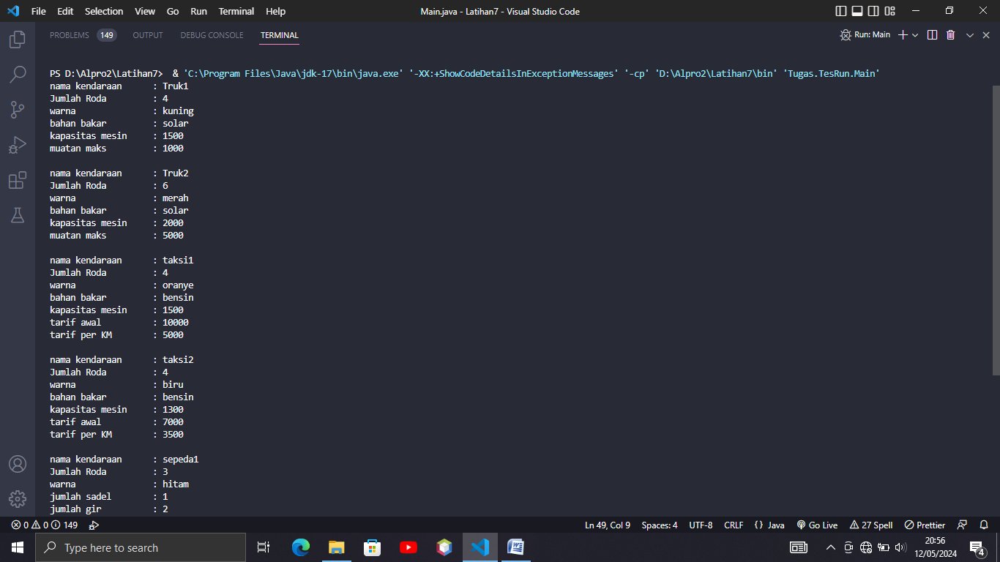 File Edit Selection View Go Run Terminal Help Main.java - Latihan7 - Visual Studio Code
PROBLEMS 149 OUTPUT DEBUG CONSOLE TERMINAL Run: Main
PS D:\Alpro2\Latihan7>  & 'C:\Program Files\Java\jdk-17\bin\java.exe' '-XX:+ShowCodeDetailsInExceptionMessages' '-cp' 'D:\Alpro2\Latihan7\bin' 'Tugas.TesRun.Main'
nama kendaraan : Truk1
Jumlah Roda : 4
warna : kuning
bahan bakar : solar
kapasitas mesin : 1500
muatan maks : 1000
nama kendaraan : Truk2
Jumlah Roda : 6
warna : merah
bahan bakar : solar
kapasitas mesin : 2000
muatan maks : 5000
nama kendaraan : taksi1
Jumlah Roda : 4
warna : oranye
bahan bakar : bensin
kapasitas mesin : 1500
tarif awal : 10000
tarif per KM : 5000
nama kendaraan : taksi2
Jumlah Roda : 4
warna : biru
bahan bakar : bensin
kapasitas mesin : 1300
tarif awal : 7000
tarif per KM : 3500
nama kendaraan : sepeda1
Jumlah Roda : 3
warna : hitam
jumlah sadel : 1
jumlah gir : 2
0 0 149 Ln 49, Col 9 Spaces: 4 UTF-8 CRLF {} Java Go Live 27 Spell Prettier
Type here to search
20:56
12/05/2024
4